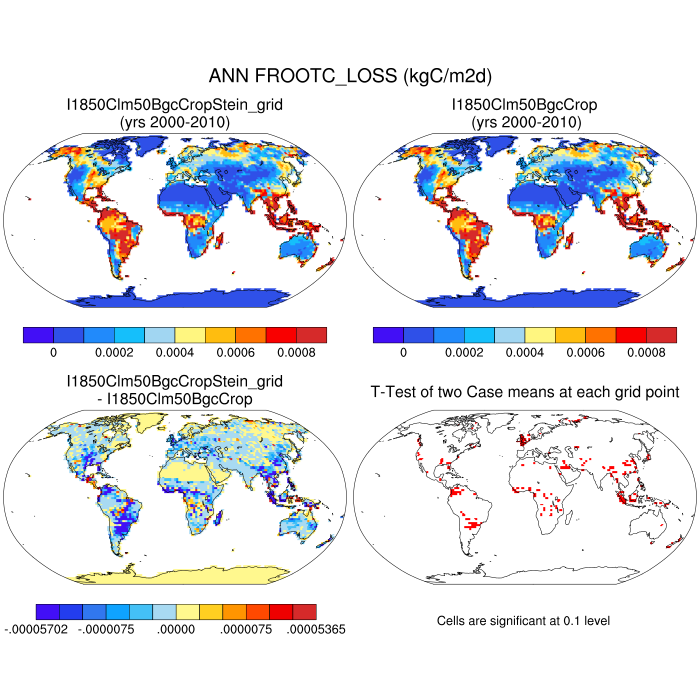 ANN FROOTC_LOSS (kgC/m2d)
I1850Clm50BgcCropStein_grid
(yrs 2000-2010)
I1850Clm50BgcCrop
(yrs 2000-2010)
0 0.0002 0.0004 0.0006 0.0008
0 0.0002 0.0004 0.0006 0.0008
I1850Clm50BgcCropStein_grid
- I1850Clm50BgcCrop
T-Test of two Case means at each grid point
-.00005702 -.0000075 .00000 .0000075 .00005365
Cells are significant at 0.1 level